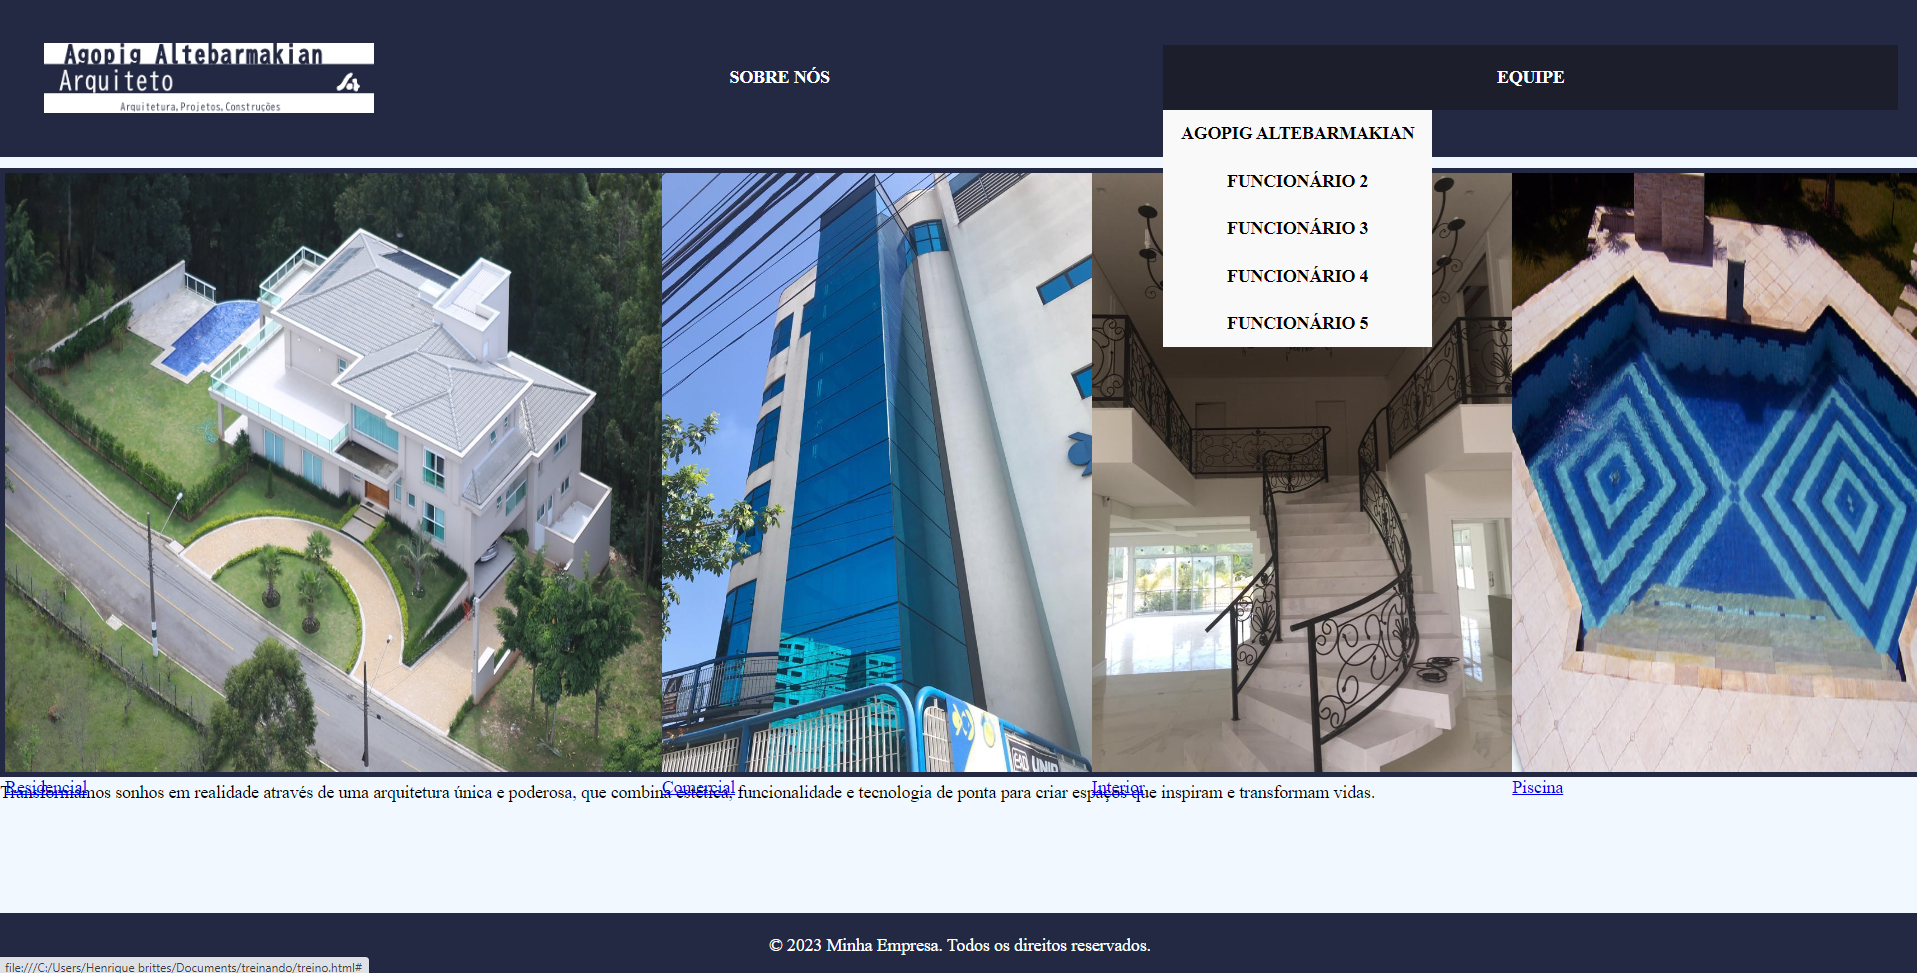 Agopig Altebarmakian
Arquiteto
Arquitetura, Projetos, Construções
SOBRE NÓS
EQUIPE
AGOPIG ALTEBARMAKIAN
FUNCIONÁRIO 2
FUNCIONÁRIO 3
FUNCIONÁRIO 4
FUNCIONÁRIO 5
UNIP
Residencial
Comercial
Interior
Piscina
Transformamos sonhos em realidade através de uma arquitetura única e poderosa, que combina estética, funcionalidade e tecnologia de ponta para criar espaços que inspiram e transformam vidas.
© 2023 Minha Empresa. Todos os direitos reservados.
file:///C:/Users/Henrique brittes/Documents/treinando/treino.html#